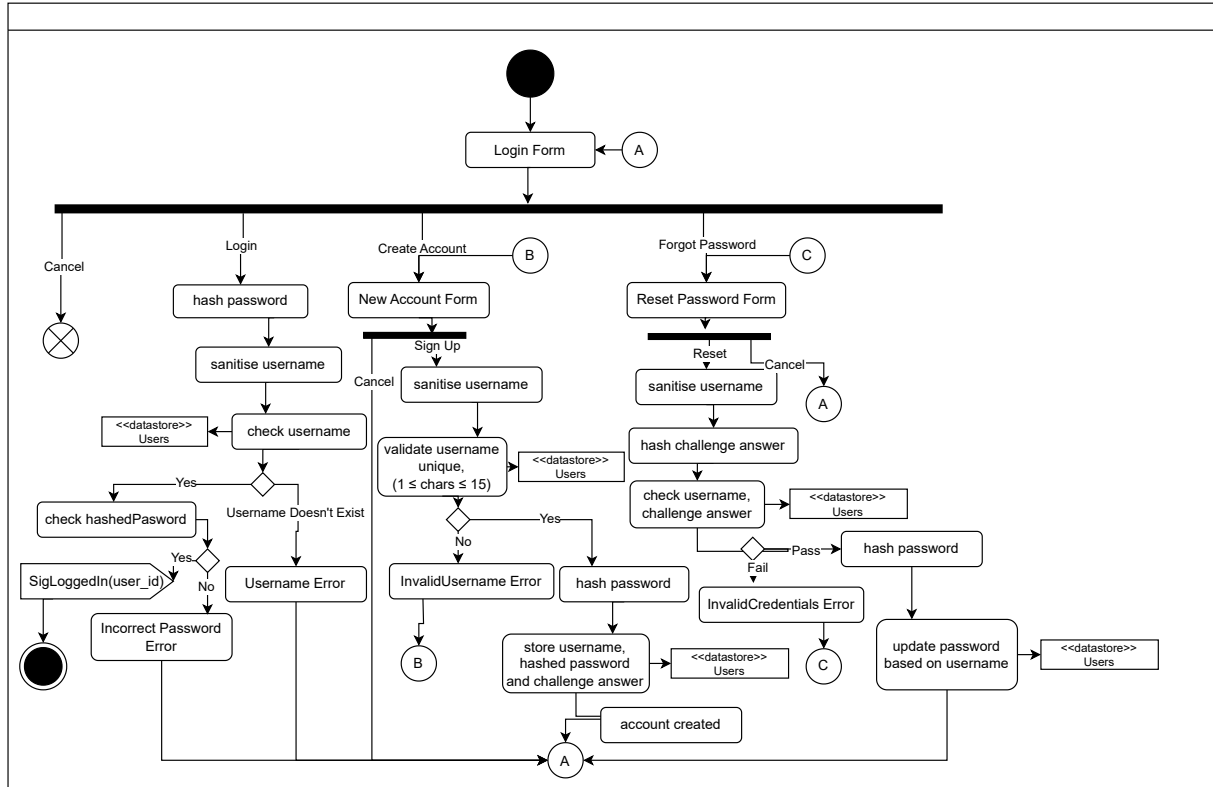 Login Form
A
Cancel
Login
Create Account
B
Forgot Password
C
hash password
New Account Form
Reset Password Form
Sign Up
Reset
Cancel
Cancel
sanitise username
sanitise username
sanitise username
A
<<datastore>>
Users
check username
validate username
unique,
(1 ≤ chars ≤ 15)
<<datastore>>
Users
hash challenge answer
check username,
challenge answer
<<datastore>>
Users
Yes
Username Doesn't Exist
check hashedPasword
Yes
No
Yes
No
Pass
Fail
hash password
SigLoggedIn(user_id)
Username Error
InvalidUsername Error
hash password
InvalidCredentials Error
Incorrect Password
Error
B
store username,
hashed password
and challenge answer
<<datastore>>
Users
C
update password
based on username
<<datastore>>
Users
account created
A